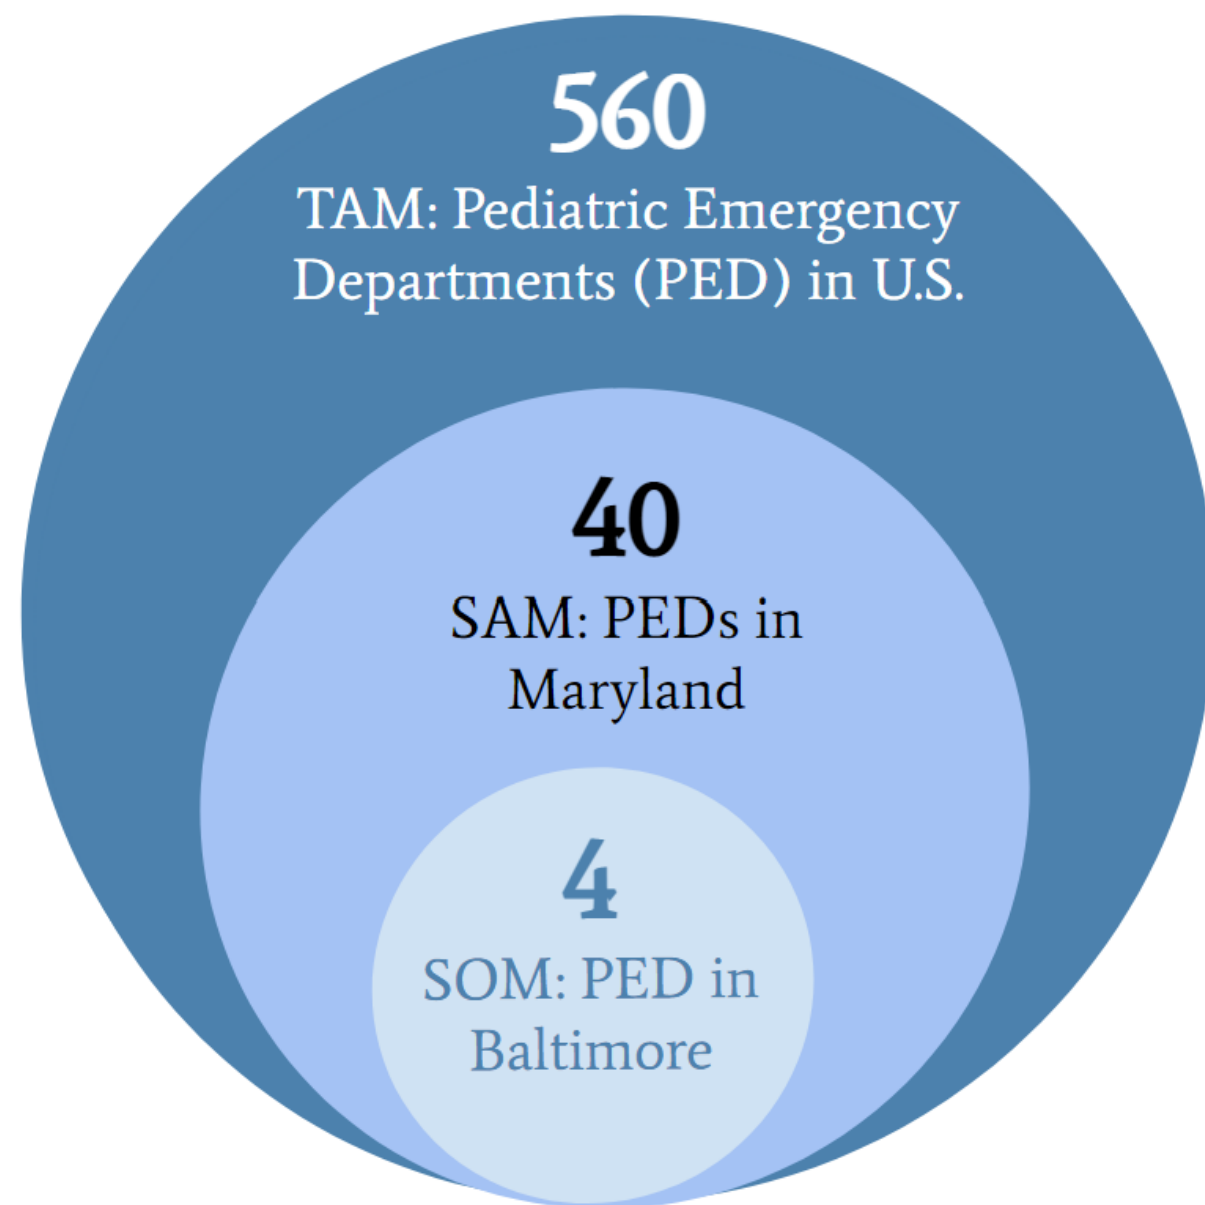 560
TAM: Pediatric Emergency
Departments (PED) in U.S.
40
SAM: PEDs in
Maryland
4
SOM: PED in
Baltimore